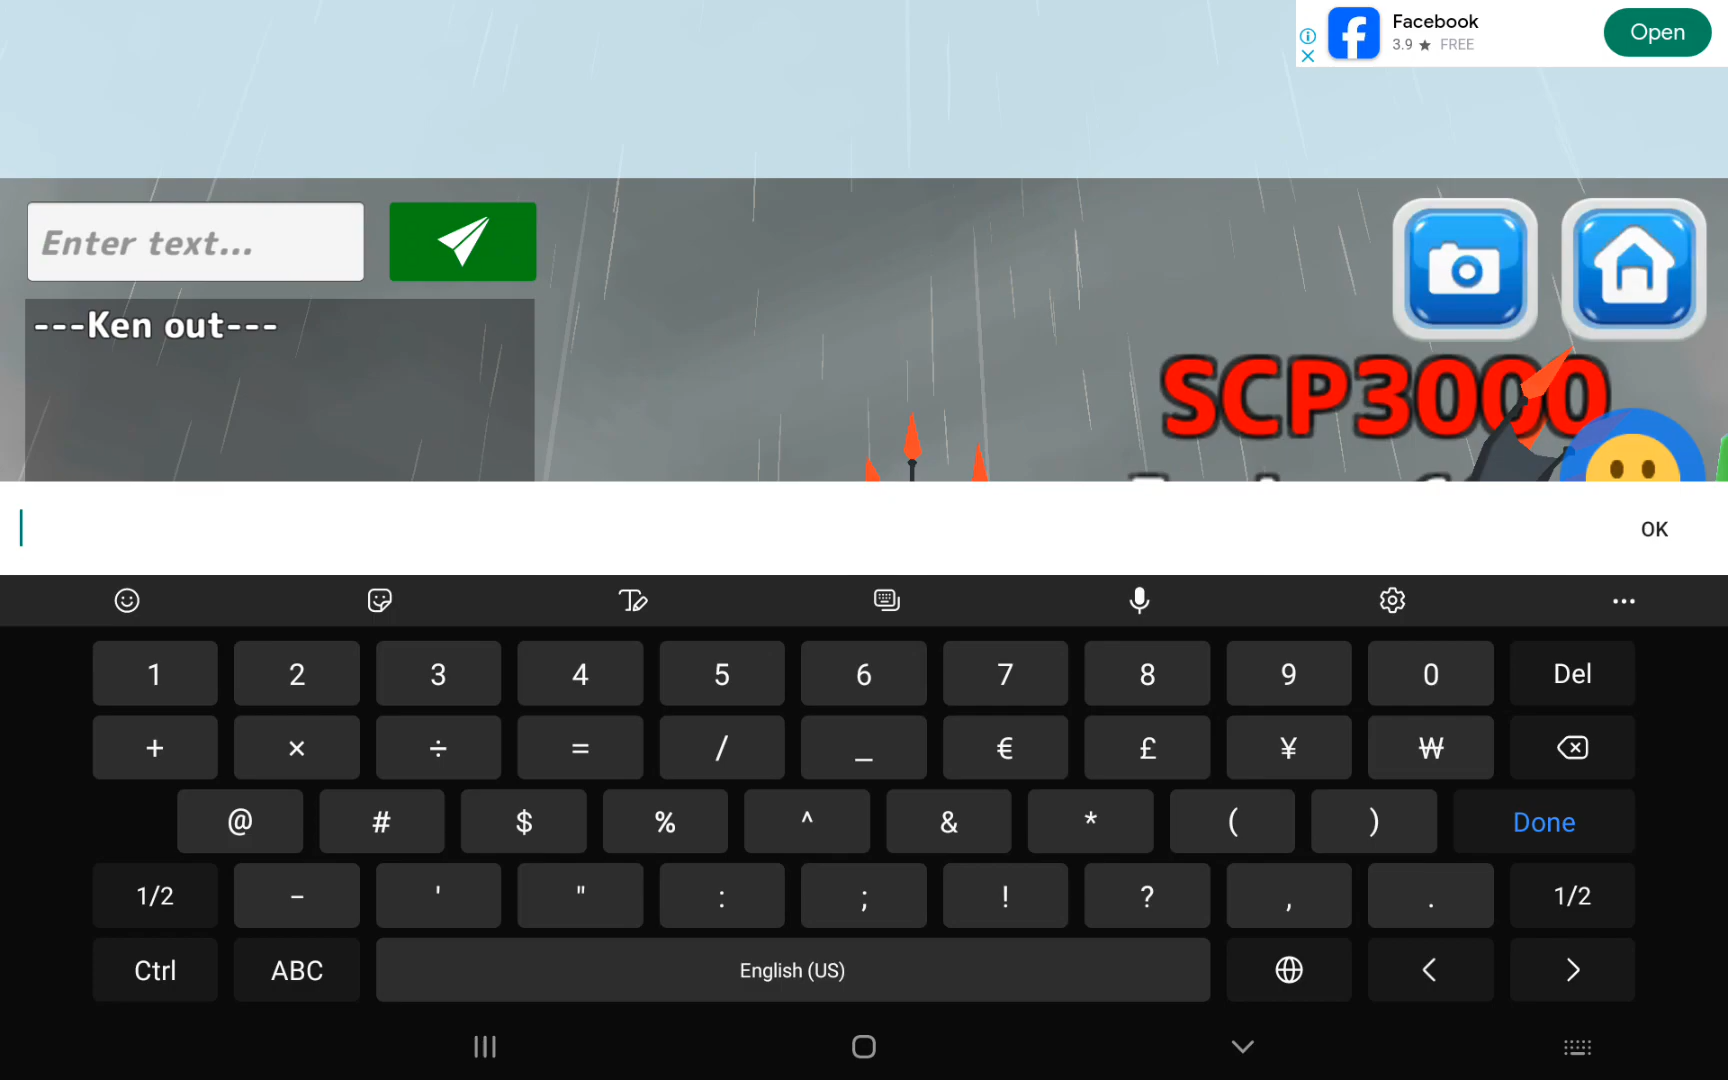 Facebook
3.9 ★ FREE
Open
Enter text...
---Ken out---
SCP3000
OK
1 2 3 4 5 6 7 8 9 0 Del
+ × ÷ = / _ € £ ¥ ₩
@ # $ % ^ & * ( ) Done
1/2 - ' " : ; ! ? , . 1/2
Ctrl ABC English (US) < >